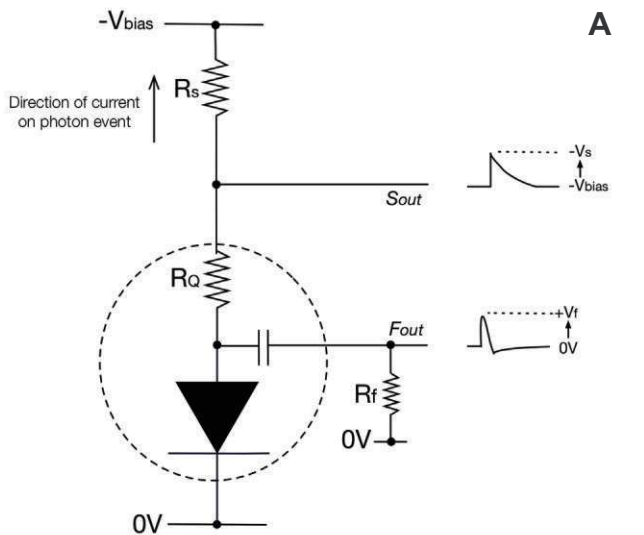 -Vbias
A
Rs
Direction of current
on photon event
-Vs
Sout
-Vbias
RQ
Fout
+Vf
0V
Rf
0V
0V